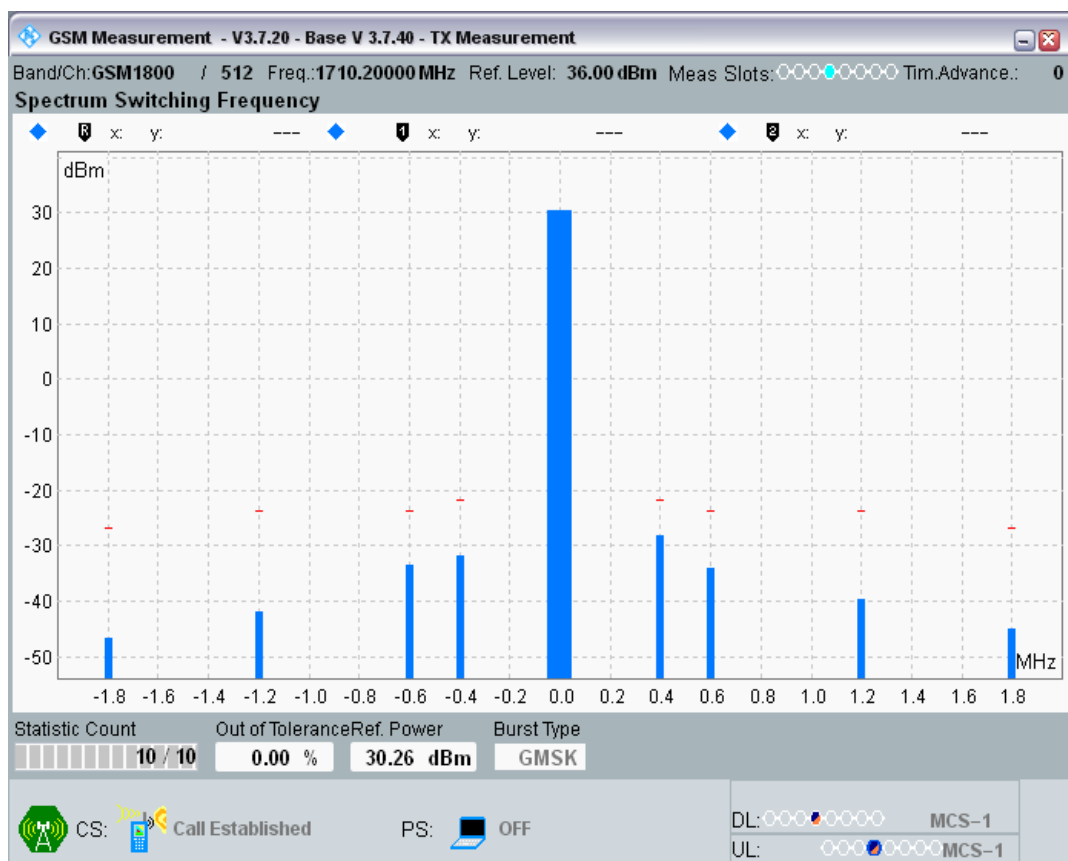 GSM Measurement - V3.7.20 - Base V 3.7.40 - TX Measurement
Band/Ch:GSM1800 / 512 Freq.:1710.20000 MHz Ref. Level: 36.00 dBm Meas Slots: Tim.Advance.: 0
Spectrum Switching Frequency
R x: y: --- 1 x: y: --- 2 x: y: ---
dBm
30
20
10
0
-10
-20
-30
-40
-50
MHz
-1.8 -1.6 -1.4 -1.2 -1.0 -0.8 -0.6 -0.4 -0.2 0.0 0.2 0.4 0.6 0.8 1.0 1.2 1.4 1.6 1.8
Statistic Count Out of Tolerance Ref. Power Burst Type
10 / 10 0.00 % 30.26 dBm GMSK
CS: Call Established PS: OFF DL: MCS-1
UL: MCS-1